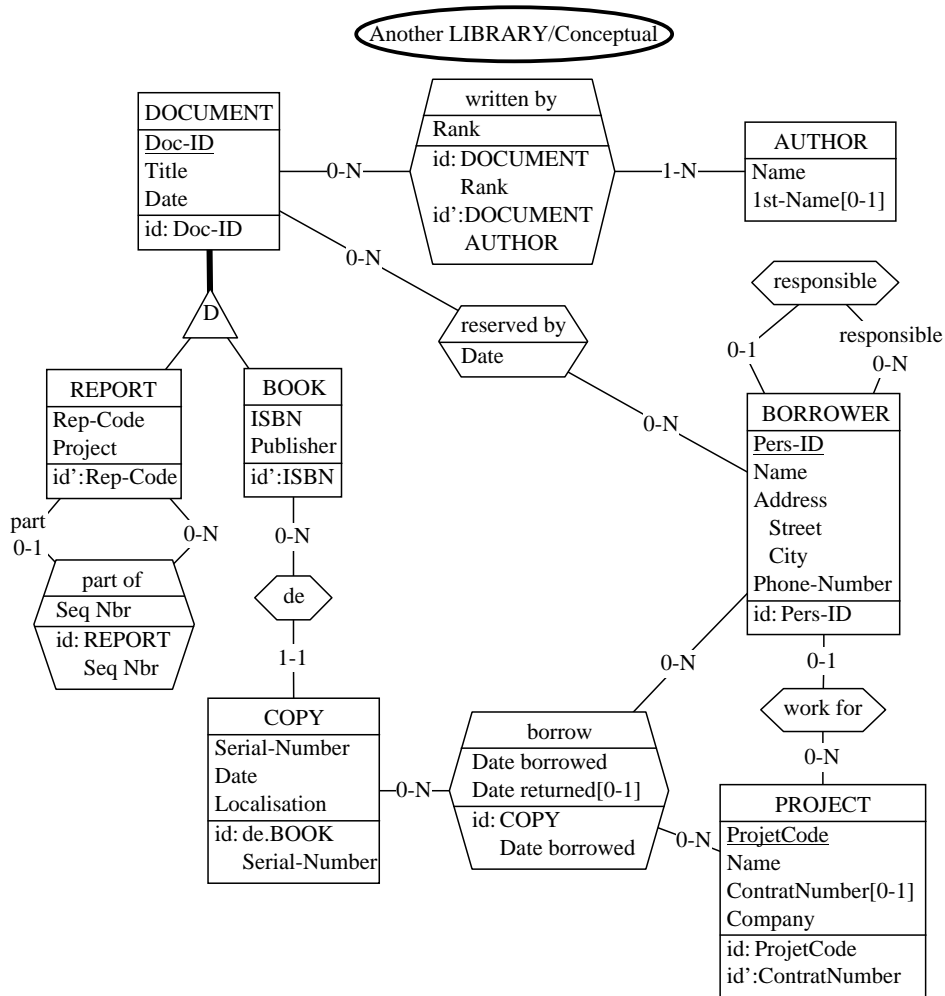 Another LIBRARY/Conceptual
DOCUMENT
Doc-ID
Title
Date
id: Doc-ID
0-N
written by
Rank
id: DOCUMENT
Rank
id’:DOCUMENT
AUTHOR
1-N
AUTHOR
Name
1st-Name[0-1]
0-N
reserved by
Date
0-N
responsible
0-1
responsible
0-N
D
REPORT
Rep-Code
Project
id’:Rep-Code
BOOK
ISBN
Publisher
id’:ISBN
BORROWER
Pers-ID
Name
Address
Street
City
Phone-Number
id: Pers-ID
part
0-1
0-N
part of
Seq Nbr
id: REPORT
Seq Nbr
0-N
de
1-1
COPY
Serial-Number
Date
Localisation
id: de.BOOK
Serial-Number
0-N
borrow
Date borrowed
Date returned[0-1]
id: COPY
Date borrowed
0-N
0-N
0-1
work for
0-N
PROJECT
ProjetCode
Name
ContratNumber[0-1]
Company
id: ProjetCode
id’:ContratNumber